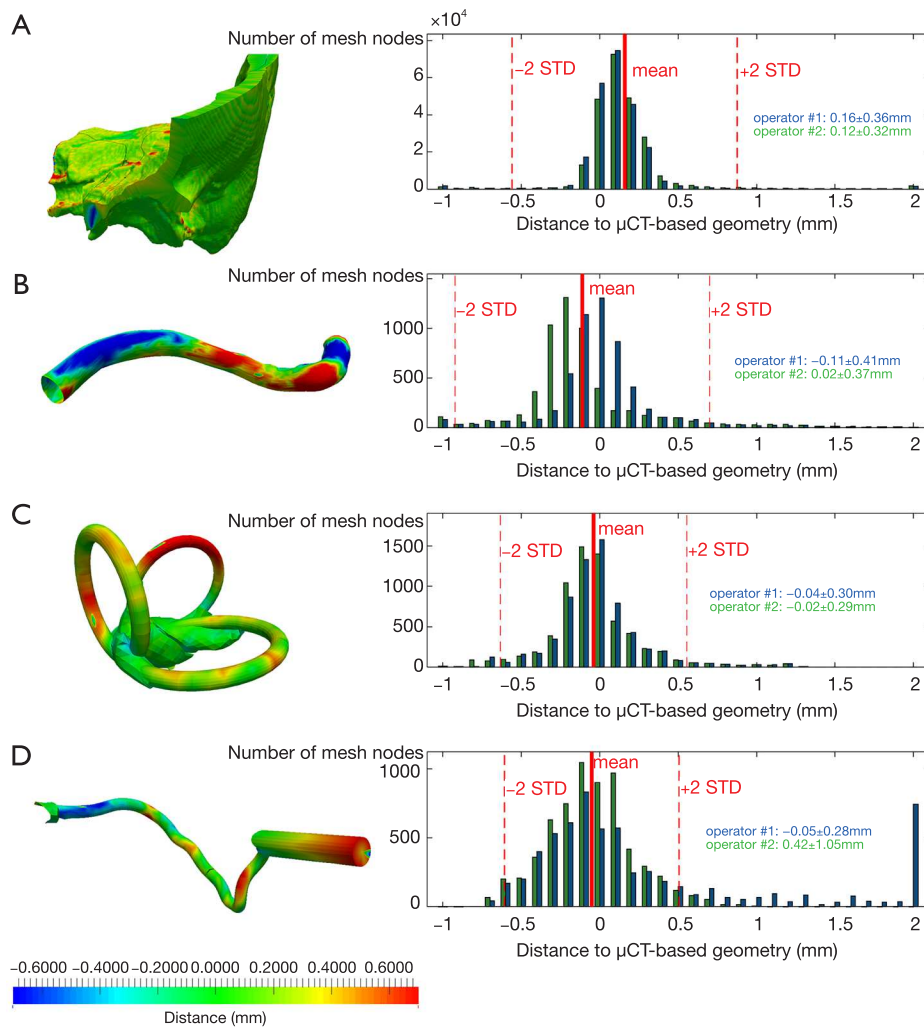 A
×10⁴
Number of mesh nodes
6
4
2
0
−2 STD
mean
+2 STD
operator #1: 0.16±0.36mm
operator #2: 0.12±0.32mm
−1
−0.5
0
0.5
1
1.5
2
Distance to μCT-based geometry (mm)
B
Number of mesh nodes
1000
500
0
−2 STD
mean
+2 STD
operator #1: −0.11±0.41mm
operator #2: 0.02±0.37mm
−1
−0.5
0
0.5
1
1.5
2
Distance to μCT-based geometry (mm)
C
Number of mesh nodes
1500
1000
500
0
−2 STD
mean
+2 STD
operator #1: −0.04±0.30mm
operator #2: −0.02±0.29mm
−1
−0.5
0
0.5
1
1.5
2
Distance to μCT-based geometry (mm)
D
Number of mesh nodes
1000
500
0
−2 STD
mean
+2 STD
operator #1: −0.05±0.28mm
operator #2: 0.42±1.05mm
−1
−0.5
0
0.5
1
1.5
2
Distance to μCT-based geometry (mm)
−0.6000 −0.4000 −0.2000 0.0000 0.2000 0.4000 0.6000
Distance (mm)